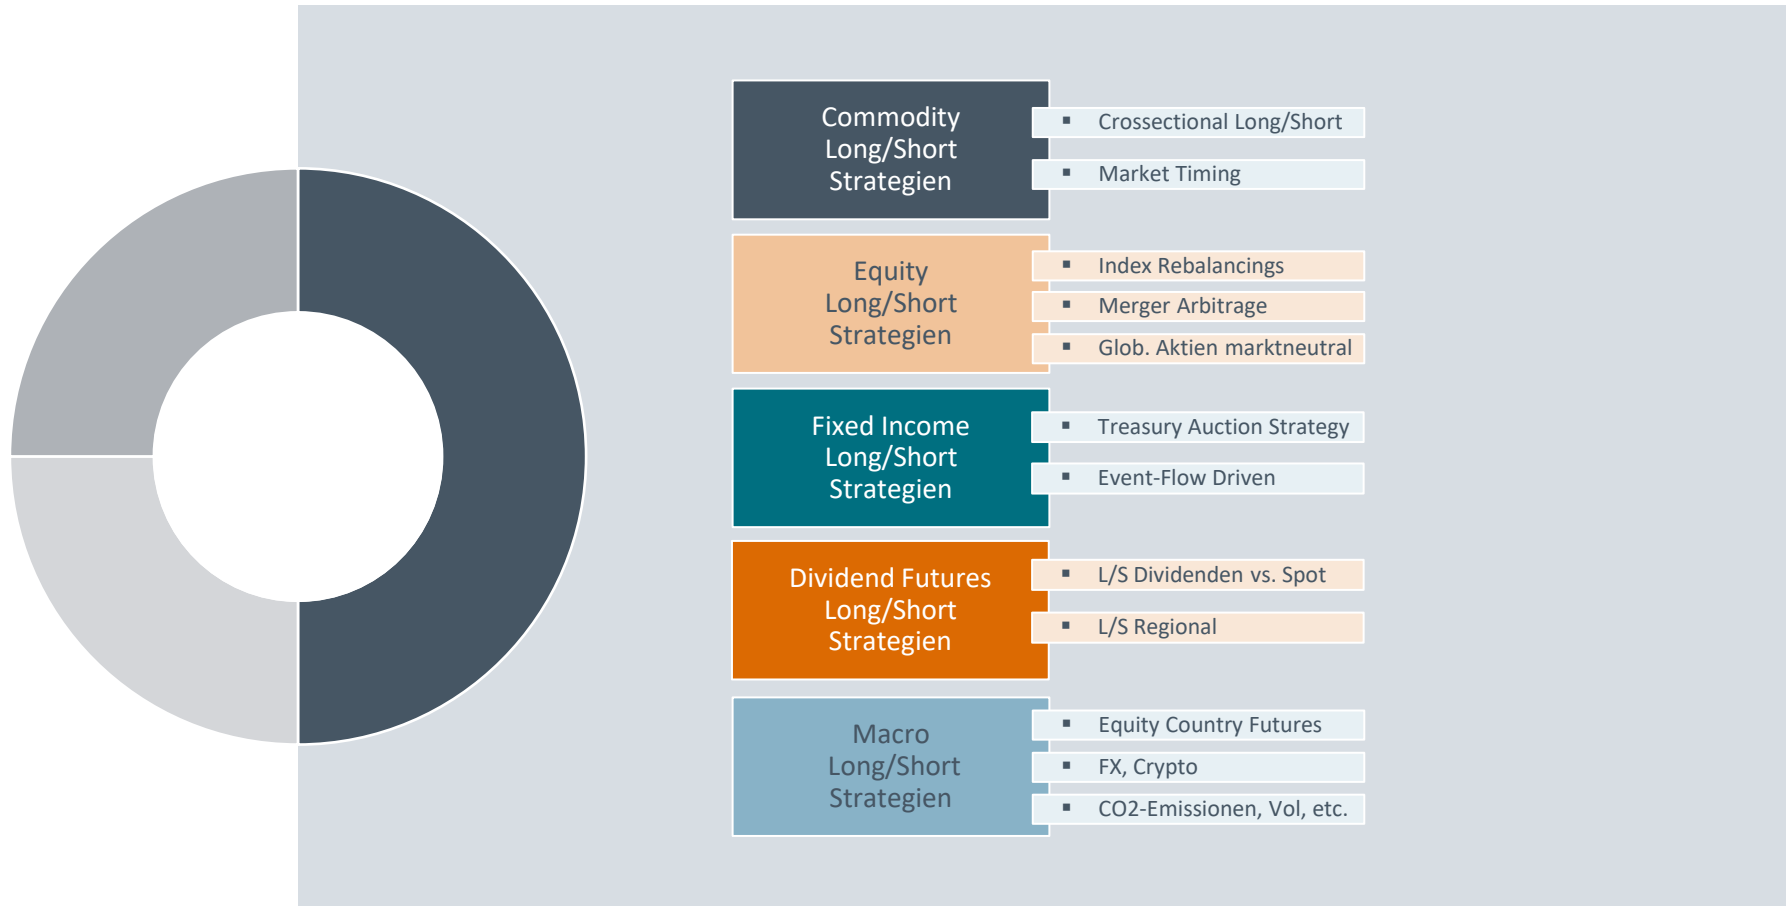 Commodity
Long/Short
Strategien
▪ Crossectional Long/Short
▪ Market Timing
Equity
Long/Short
Strategien
▪ Index Rebalancings
▪ Merger Arbitrage
▪ Glob. Aktien marktneutral
Fixed Income
Long/Short
Strategien
▪ Treasury Auction Strategy
▪ Event-Flow Driven
Dividend Futures
Long/Short
Strategien
▪ L/S Dividenden vs. Spot
▪ L/S Regional
Macro
Long/Short
Strategien
▪ Equity Country Futures
▪ FX, Crypto
▪ CO2-Emissionen, Vol, etc.